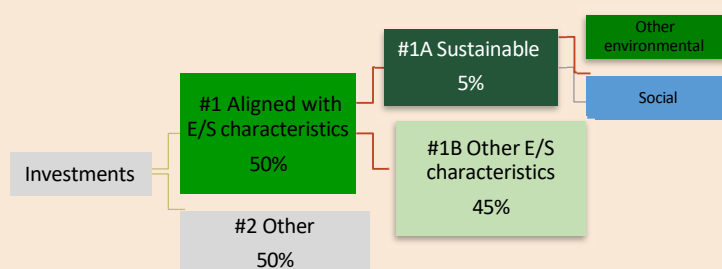 Investments
#1 Aligned with
E/S characteristics
50%
#2 Other
50%
#1A Sustainable
5%
#1B Other E/S
characteristics
45%
Other
environmental
Social